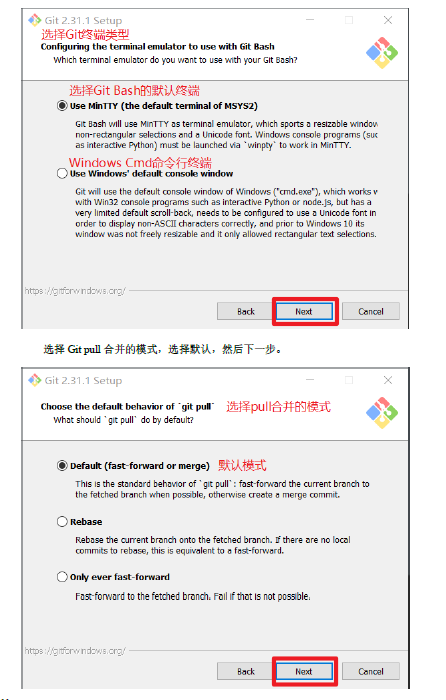 Git 2.31.1 Setup
选择Git终端类型
Configuring the terminal emulator to use with Git Bash
Which terminal emulator do you want to use with your Git Bash?
选择Git Bash的默认终端
Use MinTTY (the default terminal of MSYS2)
Git Bash will use MinTTY as terminal emulator, which sports a resizable window
non-rectangular selections and a Unicode font. Windows console programs (suc
as interactive Python) must be launched via `winpty` to work in MinTTY.
Windows Cmd命令行终端
Use Windows' default console window
Git will use the default console window of Windows ("cmd.exe"), which works w
with Win32 console programs such as interactive Python or node.js, but has a
very limited default scroll-back, needs to be configured to use a Unicode font in
order to display non-ASCII characters correctly, and prior to Windows 10 its
window was not freely resizable and it only allowed rectangular text selections.
https://gitforwindows.org/
Back Next Cancel
选择 Git pull 合并的模式，选择默认，然后下一步。
Git 2.31.1 Setup
Choose the default behavior of `git pull` 选择pull合并的模式
What should `git pull` do by default?
Default (fast-forward or merge) 默认模式
This is the standard behavior of `git pull`: fast-forward the current branch to
the fetched branch when possible, otherwise create a merge commit.
Rebase
Rebase the current branch onto the fetched branch. If there are no local
commits to rebase, this is equivalent to a fast-forward.
Only ever fast-forward
Fast-forward to the fetched branch. Fail if that is not possible.
https://gitforwindows.org/
Back Next Cancel